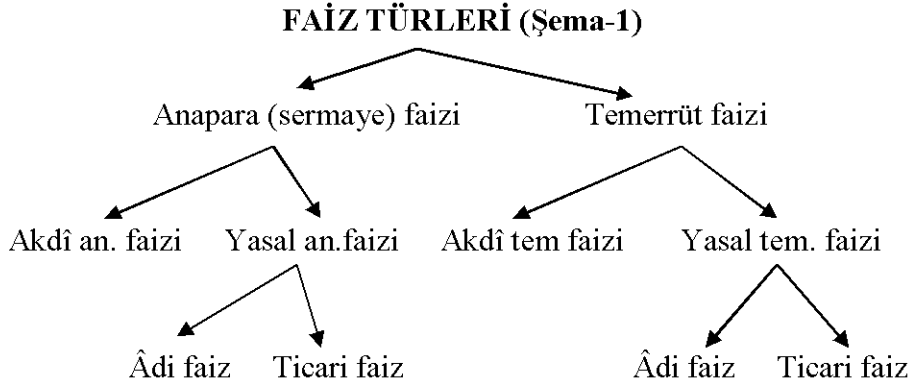 FAİZ TÜRLERİ (Şema-1)
Anapara (sermaye) faizi Temerrüt faizi
Akdî an. faizi Yasal an.faizi Akdî tem faizi Yasal tem. faizi
Âdi faiz Ticari faiz Âdi faiz Ticari faiz